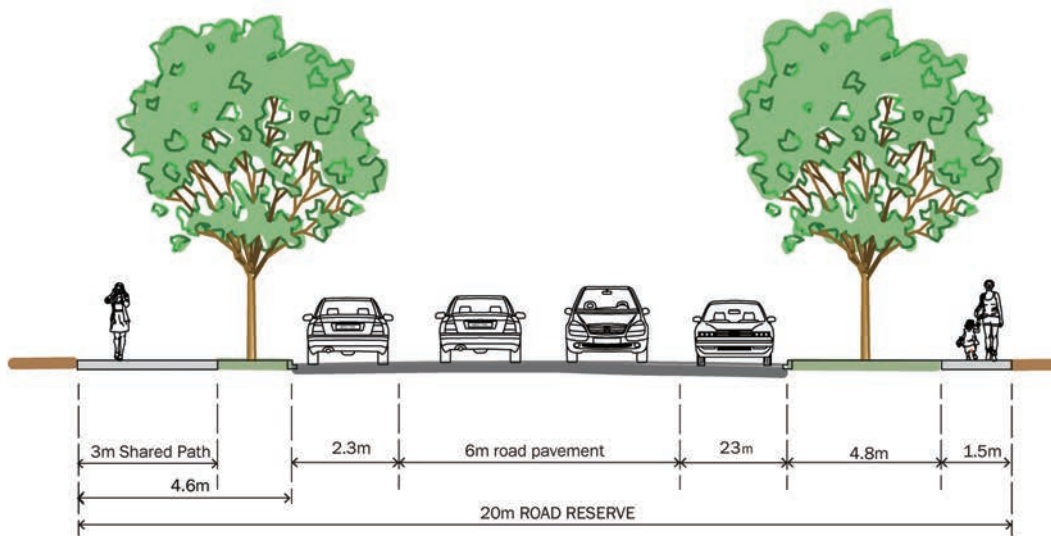 3m Shared Path
2.3m
6m road pavement
23m
4.8m
1.5m
4.6m
20m ROAD RESERVE